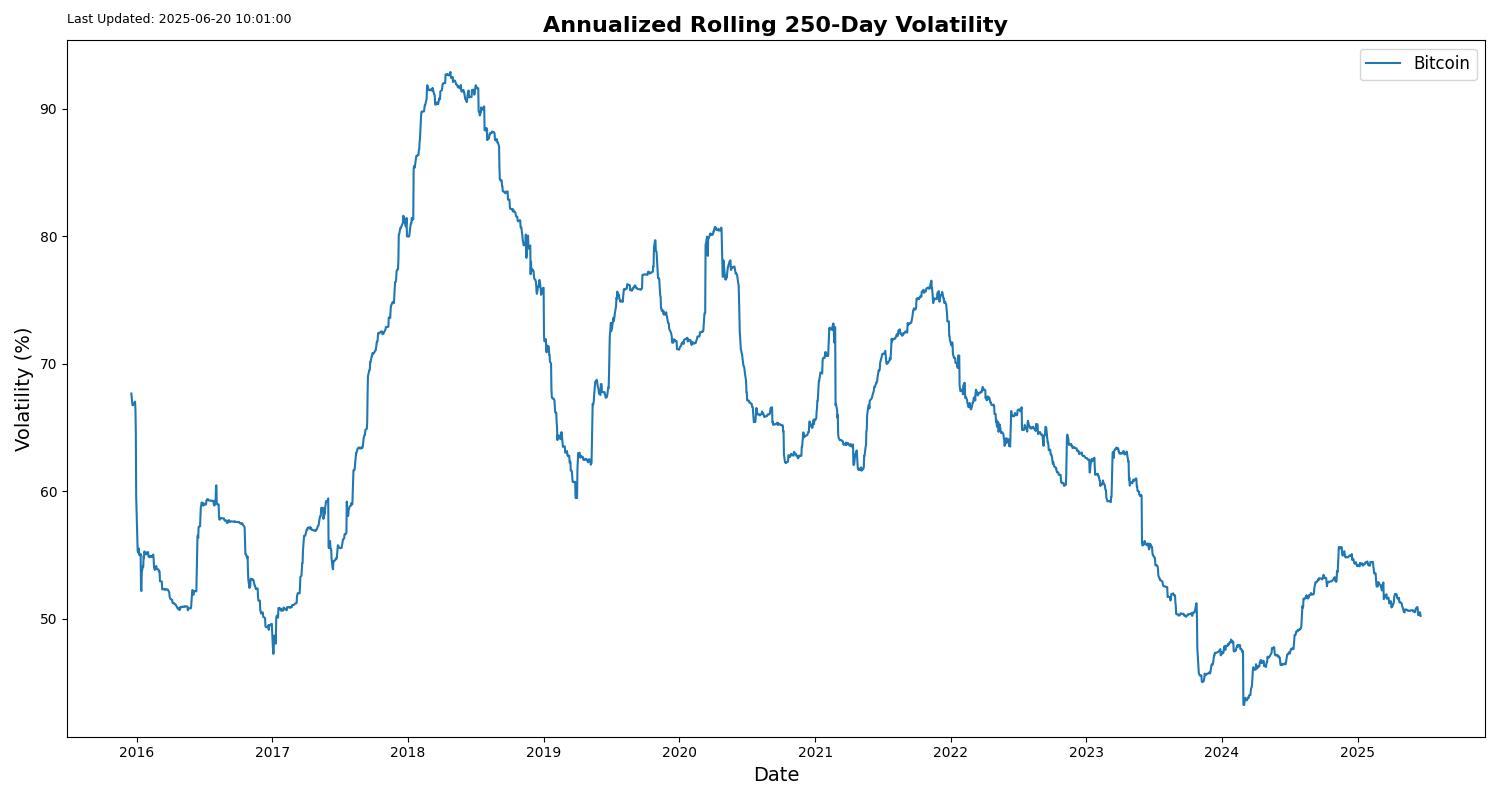 Last Updated: 2025-06-20 10:01:00
Annualized Rolling 250-Day Volatility
Bitcoin
Volatility (%)
90
80
70
60
50
2016 2017 2018 2019 2020 2021 2022 2023 2024 2025
Date